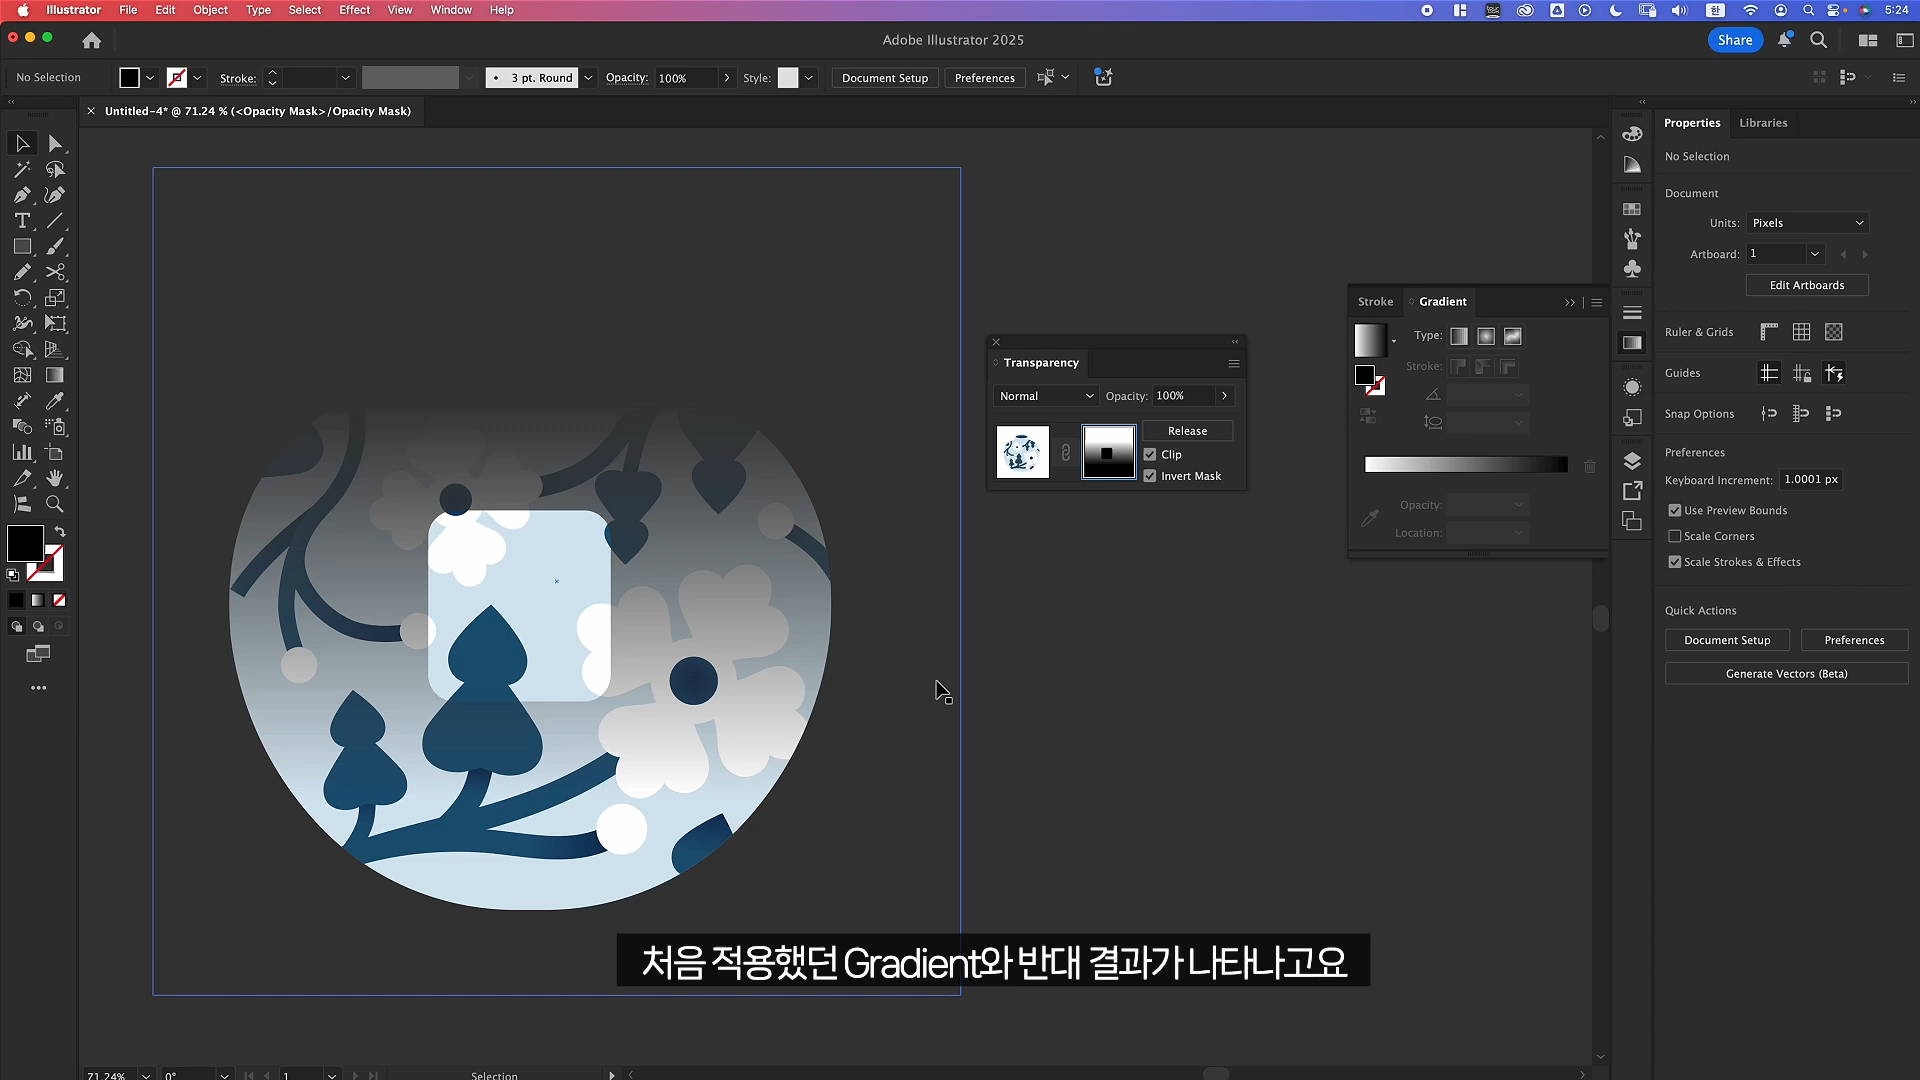 Illustrator File Edit Object Type Select Effect View Window Help
한 5:24
Adobe Illustrator 2025
Share
No Selection
Stroke:
3 pt. Round
Opacity: 100%
Style:
Document Setup
Preferences
Untitled-4* @ 71.24 % (<Opacity Mask>/Opacity Mask)
Properties
Libraries
No Selection
Document
Units: Pixels
Artboard: 1
Edit Artboards
Ruler & Grids
Guides
Snap Options
Preferences
Keyboard Increment: 1.0001 px
Use Preview Bounds
Scale Corners
Scale Strokes & Effects
Quick Actions
Document Setup
Preferences
Generate Vectors (Beta)
Stroke
Gradient
Type:
Stroke:
Opacity:
Location:
Transparency
Normal
Opacity: 100%
Release
Clip
Invert Mask
처음 적용했던 Gradient와 반대 결과가 나타나고요
71.24%
0°
1
Selection